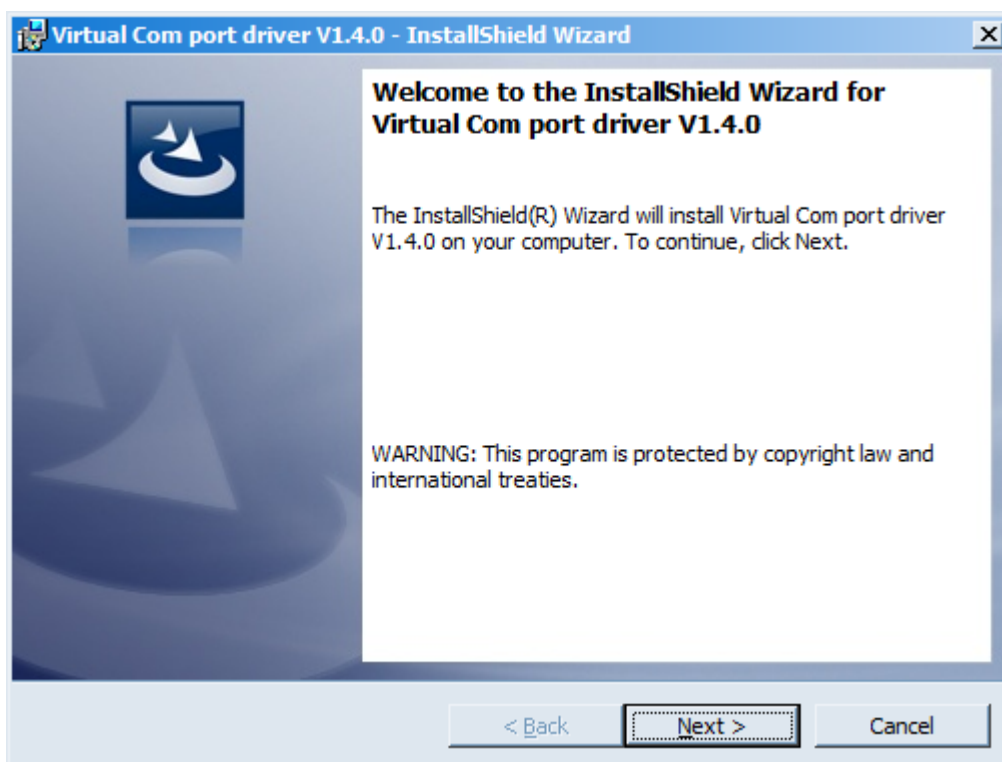 Virtual Com port driver V1.4.0 - InstallShield Wizard
Welcome to the InstallShield Wizard for
Virtual Com port driver V1.4.0
The InstallShield(R) Wizard will install Virtual Com port driver
V1.4.0 on your computer. To continue, click Next.
WARNING: This program is protected by copyright law and
international treaties.
< Back Next > Cancel